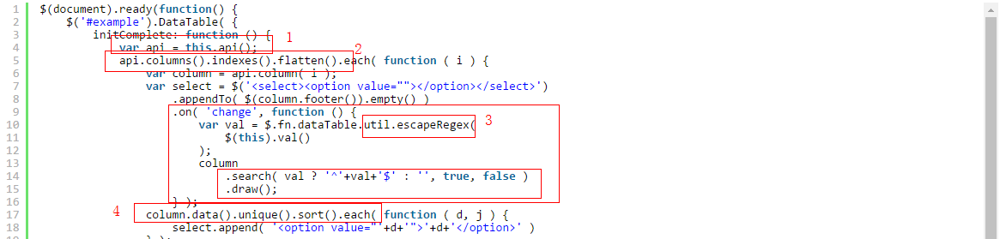 1 $(document).ready(function() {
2 $('#example').DataTable( {
3 initComplete: function () {
1
4 var api = this.api();
2
5 api.columns().indexes().flatten().each( function ( i ) {
6 var column = api.column( i );
7 var select = $('<select><option value=""></option></select>')
8 .appendTo( $(column.footer()).empty() )
9 .on( 'change', function () {
10 var val = $.fn.dataTable.util.escapeRegex(
3
11 $(this).val()
12 );
13 column
14 .search( val ? '^'+val+'$' : '', true, false )
15 .draw();
16 } );
4
17 column.data().unique().sort().each( function ( d, j ) {
18 select.append( '<option value="'+d+'">'+d+'</option>' )
19 } );